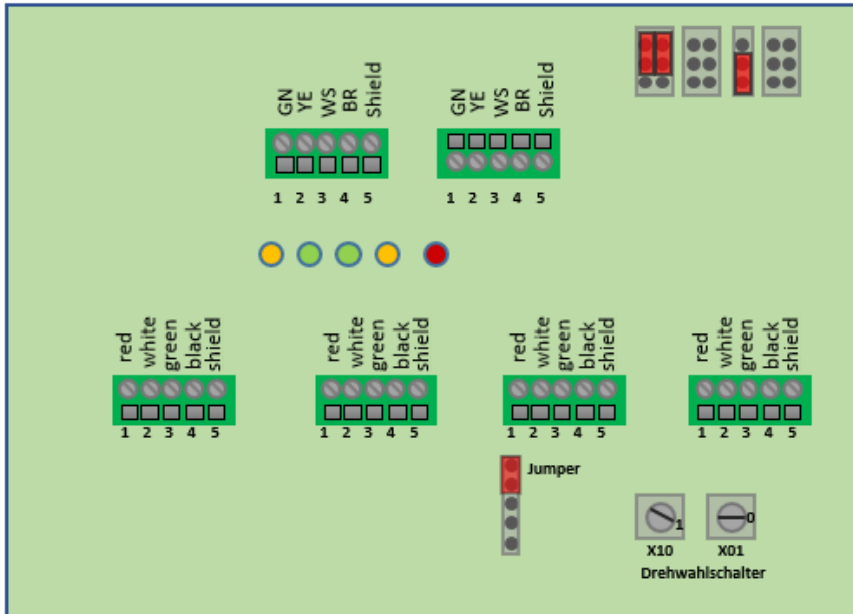 GN YE WS BR Shield
GN YE WS BR Shield
1 2 3 4 5
1 2 3 4 5
red white green black shield
red white green black shield
red white green black shield
red white green black shield
1 2 3 4 5
1 2 3 4 5
1 2 3 4 5
1 2 3 4 5
Jumper
1
0
X10
X01
Drehwahlschalter